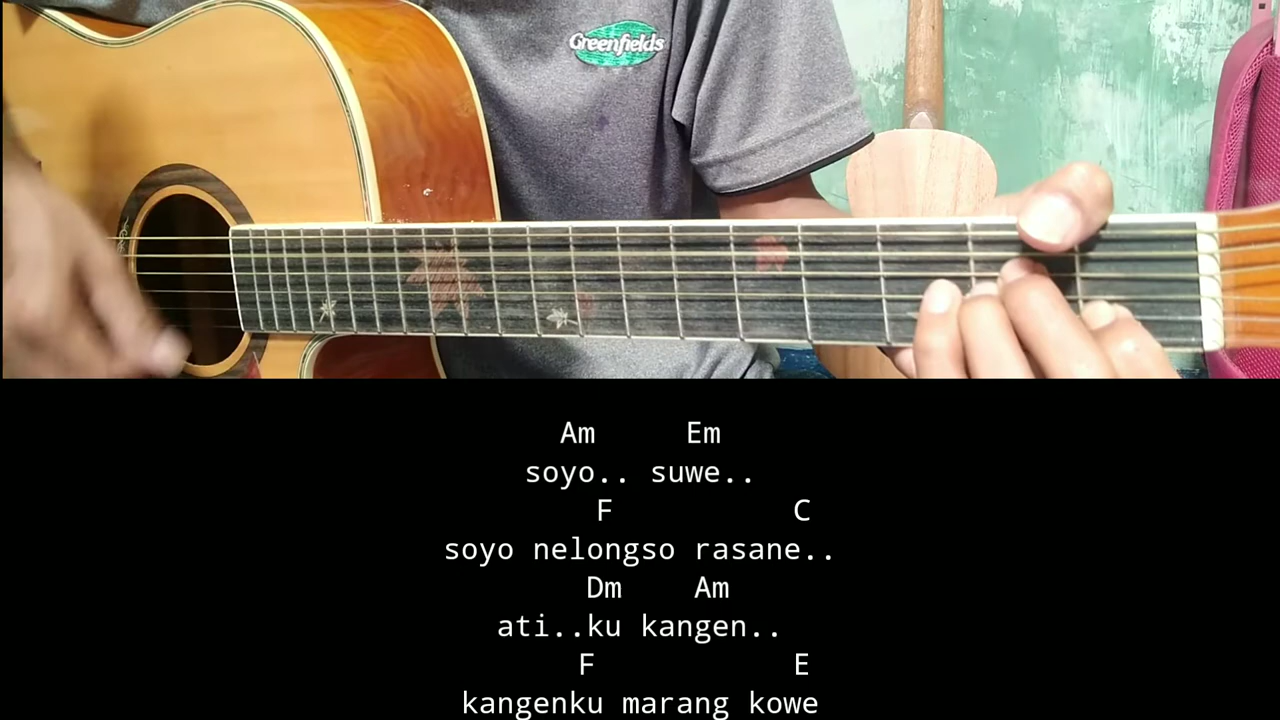 Greenfields
Am Em
soyo.. suwe..
F C
soyo nelongso rasane..
Dm Am
ati..ku kangen..
F E
kangenku marang kowe